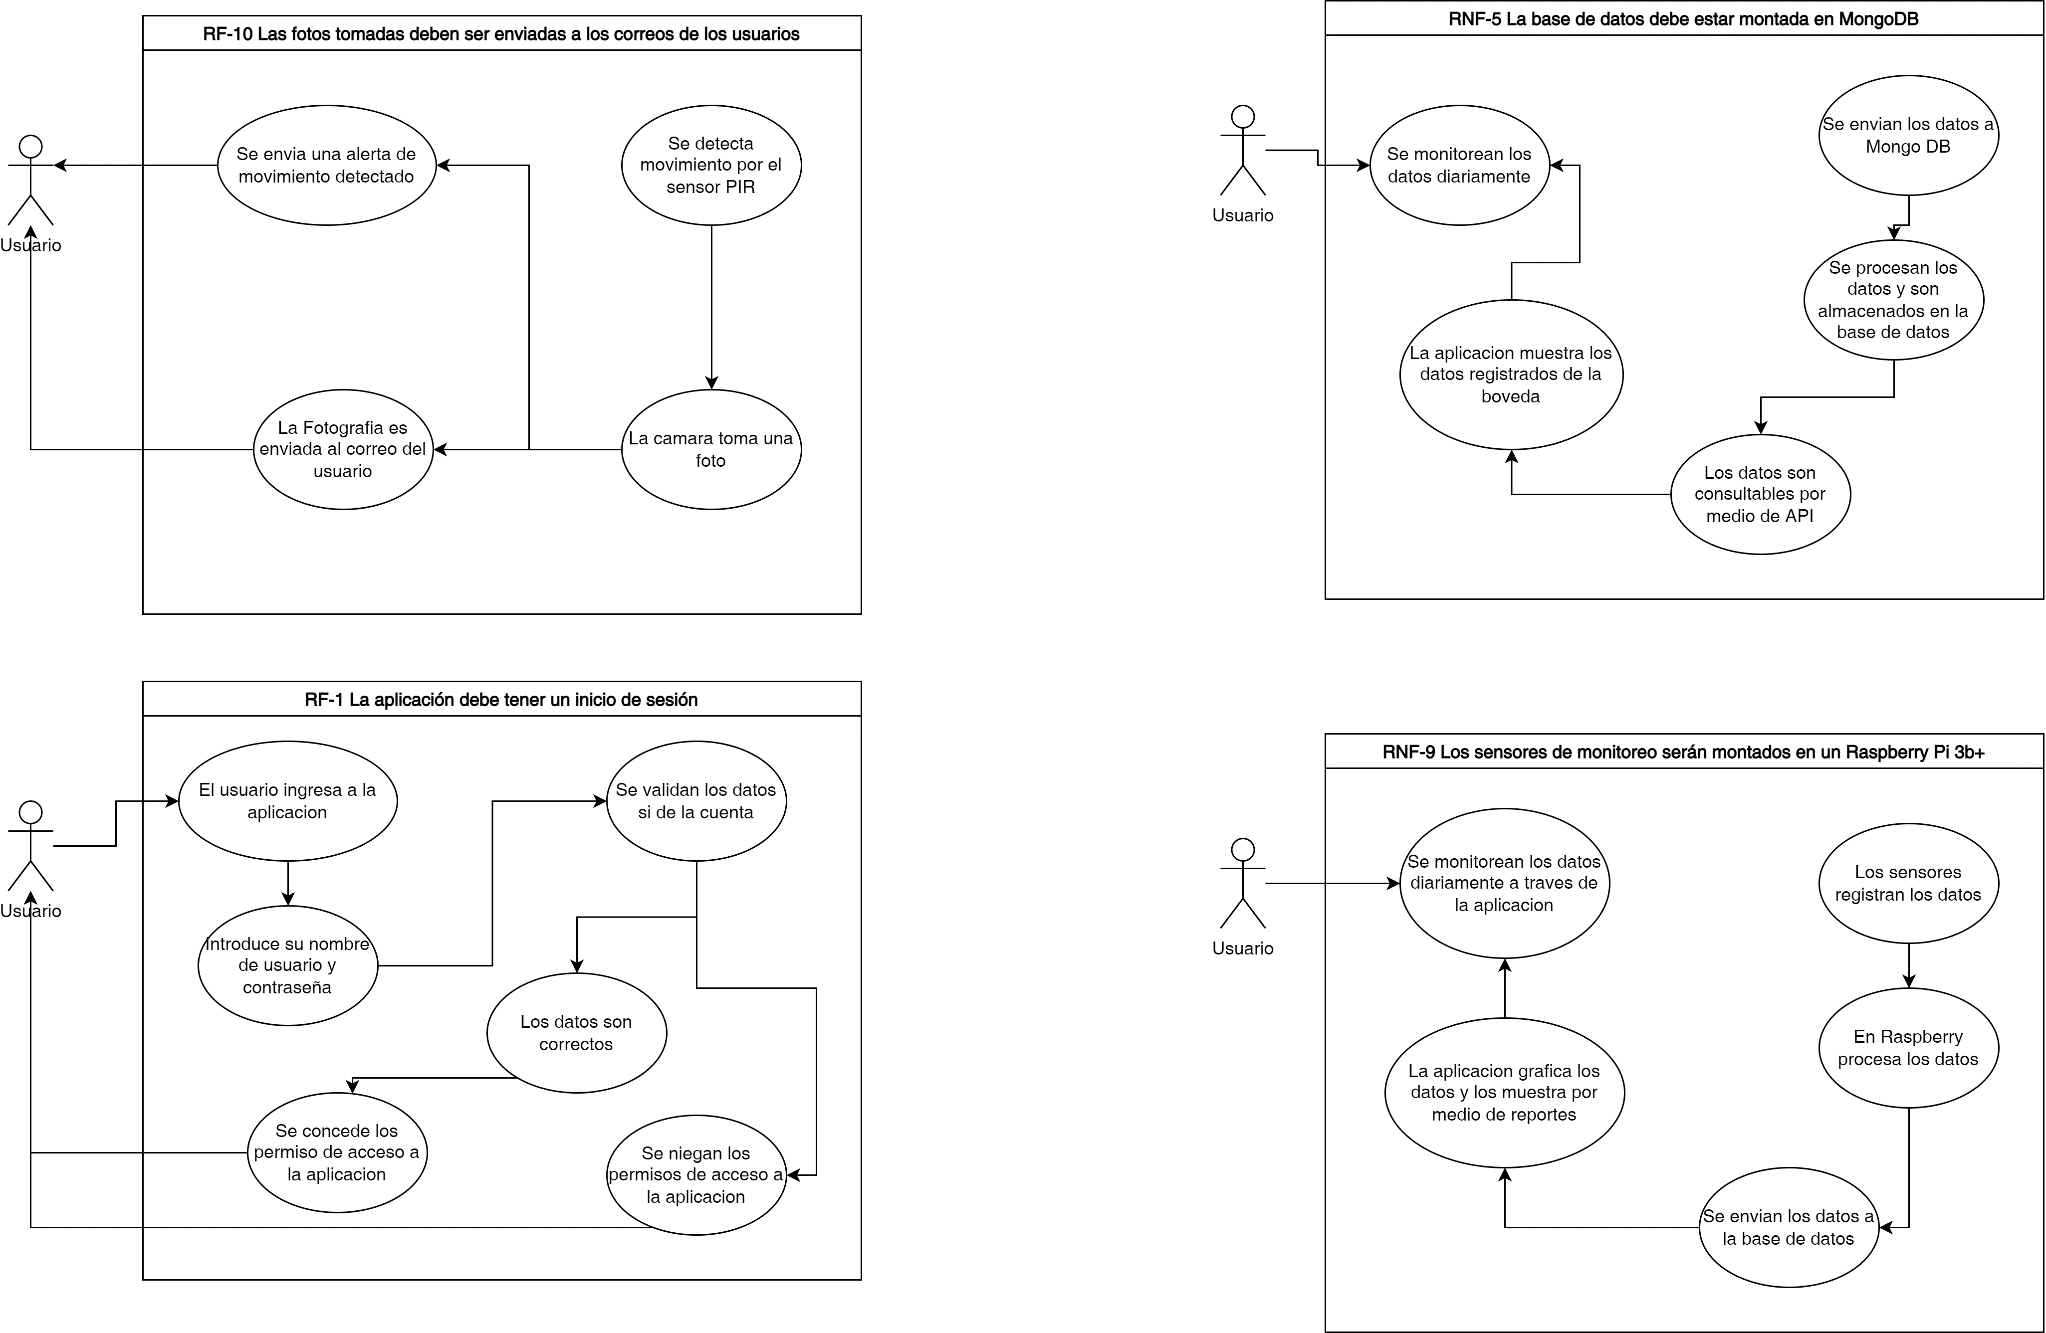 RF-10 Las fotos tomadas deben ser enviadas a los correos de los usuarios
Usuario
Se envia una alerta de
movimiento detectado
Se detecta
movimiento por el
sensor PIR
La Fotografia es
enviada al correo del
usuario
La camara toma una
foto
RNF-5 La base de datos debe estar montada en MongoDB
Usuario
Se monitorean los
datos diariamente
Se envian los datos a
Mongo DB
Se procesan los
datos y son
almacenados en la
base de datos
La aplicacion muestra los
datos registrados de la
boveda
Los datos son
consultables por
medio de API
RF-1 La aplicación debe tener un inicio de sesión
Usuario
El usuario ingresa a la
aplicacion
Se validan los datos
si de la cuenta
Introduce su nombre
de usuario y
contraseña
Los datos son
correctos
Se concede los
permiso de acceso a
la aplicacion
Se niegan los
permisos de acceso a
la aplicacion
RNF-9 Los sensores de monitoreo serán montados en un Raspberry Pi 3b+
Usuario
Se monitorean los datos
diariamente a traves de
la aplicacion
Los sensores
registran los datos
En Raspberry
procesa los datos
La aplicacion grafica los
datos y los muestra por
medio de reportes
Se envian los datos a
la base de datos